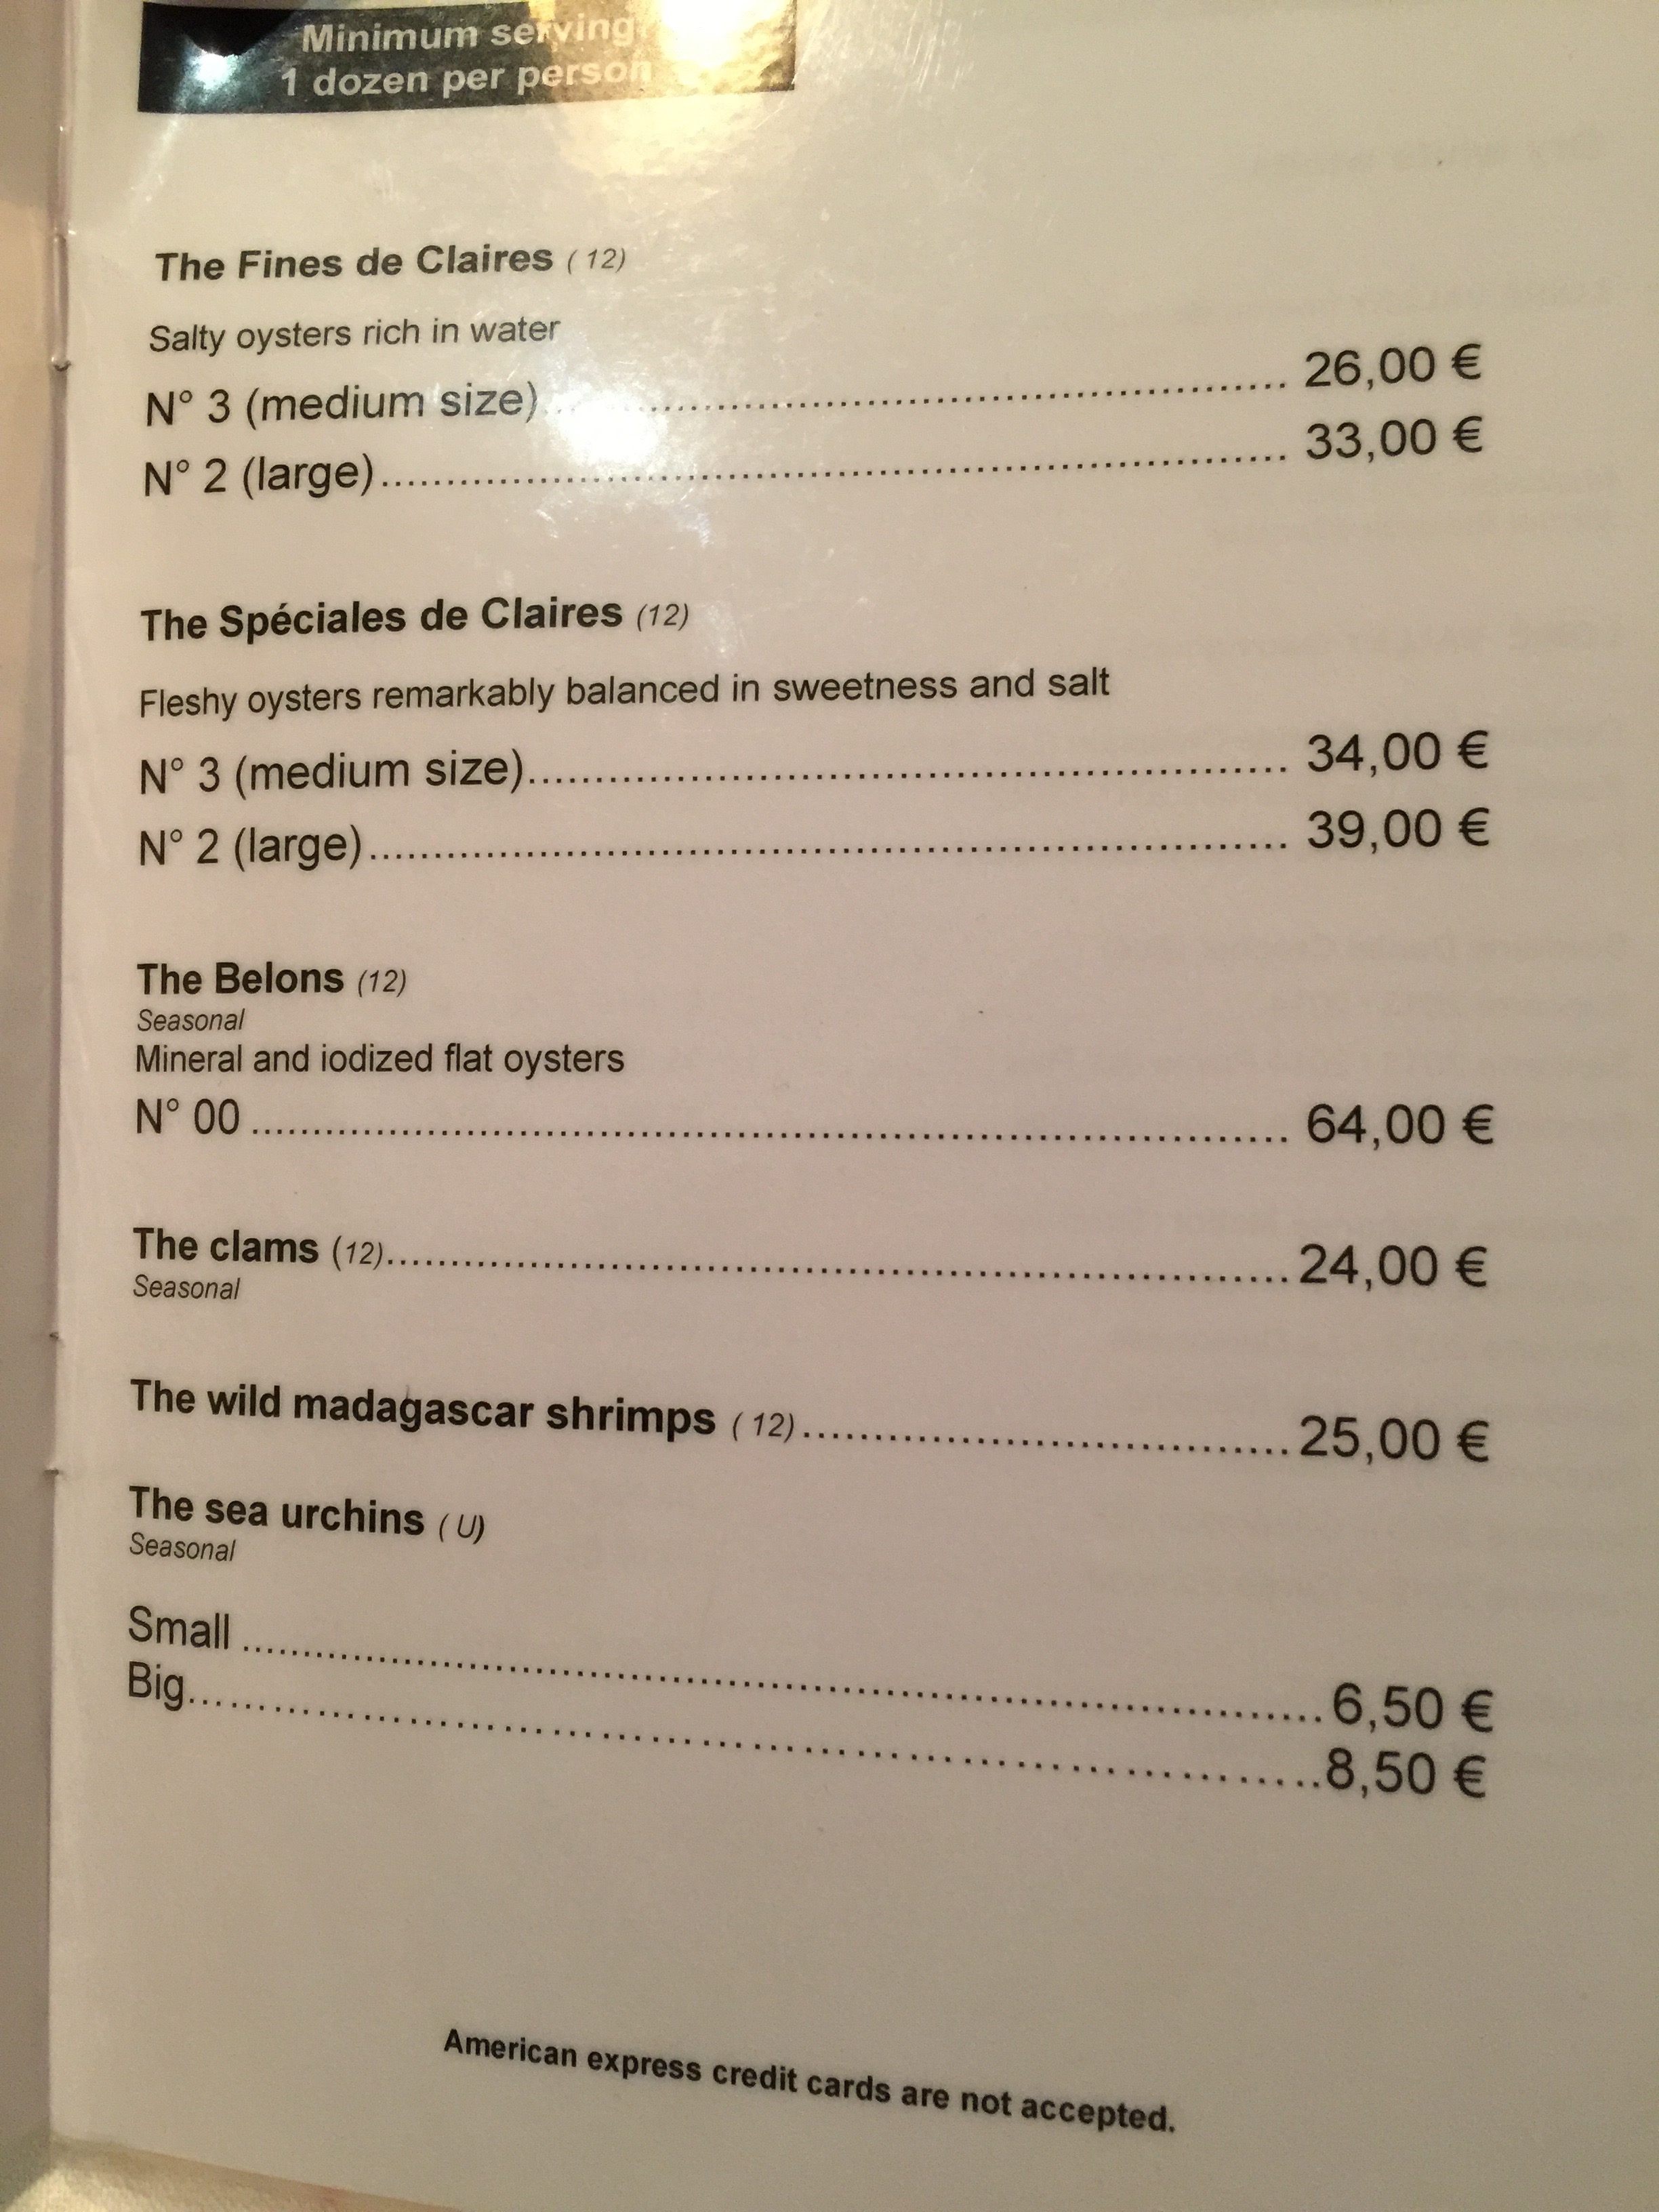 Minimum serving
1 dozen per person
The Fines de Claires ( 12)
Salty oysters rich in water
N° 3 (medium size)........................................ 26,00 €
N° 2 (large)........................................ 33,00 €
The Spéciales de Claires (12)
Fleshy oysters remarkably balanced in sweetness and salt
N° 3 (medium size)........................................ 34,00 €
N° 2 (large)........................................ 39,00 €
The Belons (12)
Seasonal
Mineral and iodized flat oysters
N° 00 ........................................ 64,00 €
The clams (12)........................................ 24,00 €
Seasonal
The wild madagascar shrimps ( 12)........................................ 25,00 €
The sea urchins ( U)
Seasonal
Small ........................................ 6,50 €
Big........................................ 8,50 €
American express credit cards are not accepted.